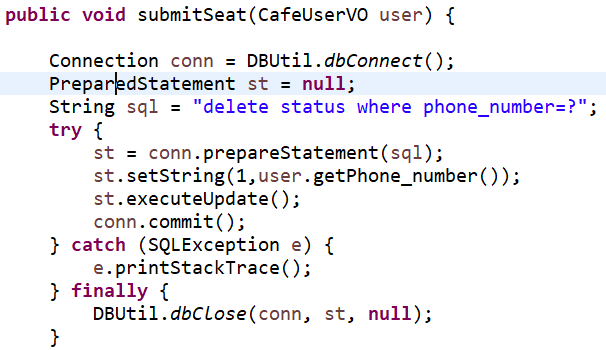 public void submitSeat(CafeUserVO user) {
Connection conn = DBUtil.dbConnect();
PreparedStatement st = null;
String sql = "delete status where phone_number=?";
try {
st = conn.prepareStatement(sql);
st.setString(1,user.getPhone_number());
st.executeUpdate();
conn.commit();
} catch (SQLException e) {
e.printStackTrace();
} finally {
DBUtil.dbClose(conn, st, null);
}